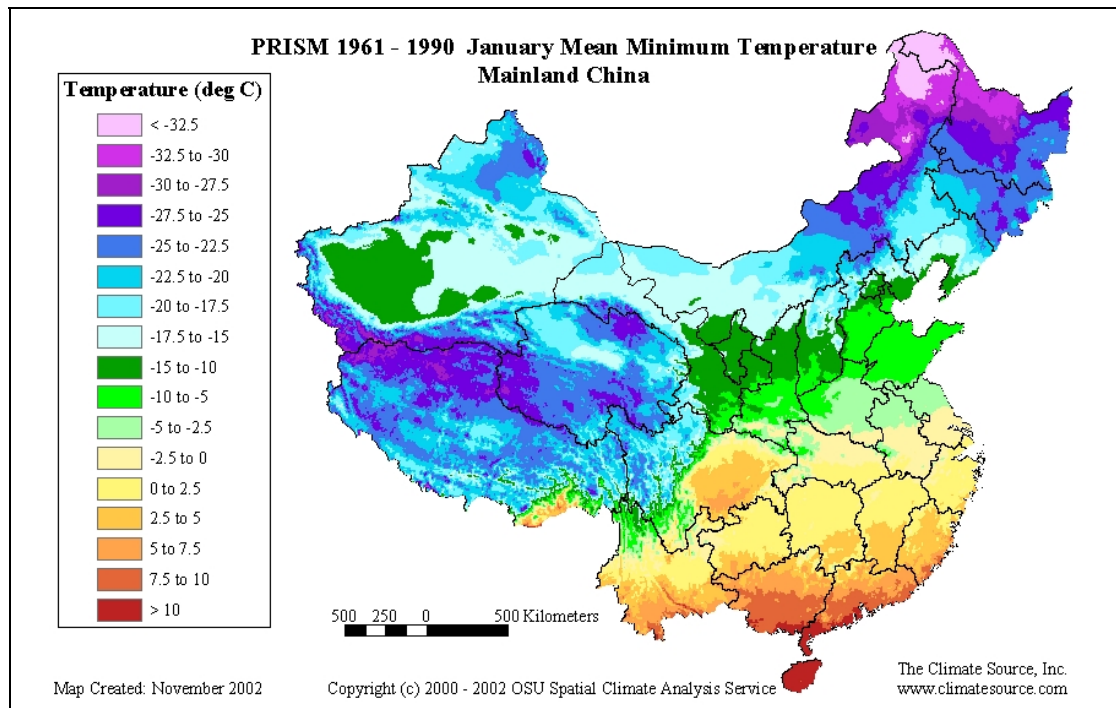 PRISM 1961 - 1990 January Mean Minimum Temperature
Mainland China
Temperature (deg C)
< -32.5
-32.5 to -30
-30 to -27.5
-27.5 to -25
-25 to -22.5
-22.5 to -20
-20 to -17.5
-17.5 to -15
-15 to -10
-10 to -5
-5 to -2.5
-2.5 to 0
0 to 2.5
2.5 to 5
5 to 7.5
7.5 to 10
> 10
500 250 0 500 Kilometers
Map Created: November 2002
Copyright (c) 2000 - 2002 OSU Spatial Climate Analysis Service
The Climate Source, Inc.
www.climatesource.com